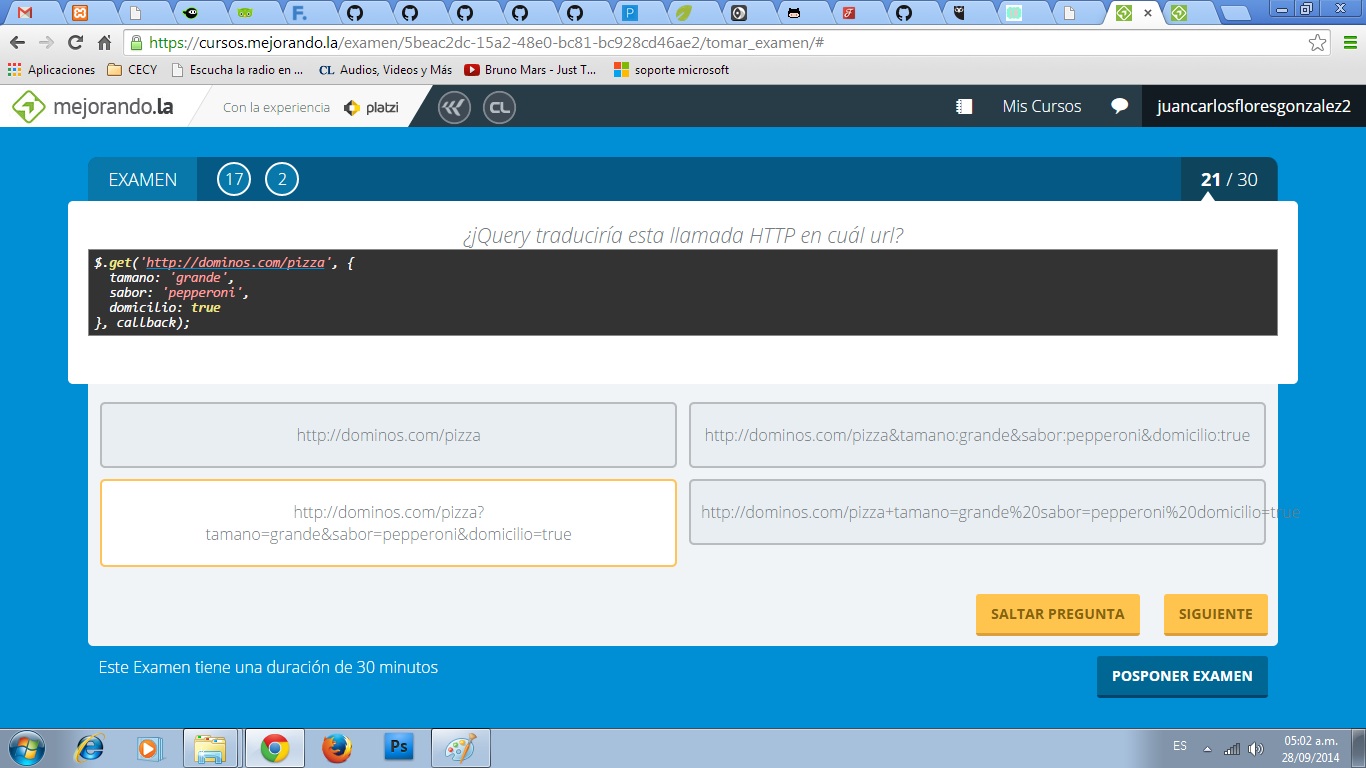 https://cursos.mejorando.la/examen/5beac2dc-15a2-48e0-bc81-bc928cd46ae2/tomar_examen/#
Aplicaciones CECY Escucha la radio en ... CL Audios, Videos y Más Bruno Mars - Just T... soporte microsoft
mejorando.la Con la experiencia platzi CL Mis Cursos juancarlosfloresgonzalez2
EXAMEN 17 2 21 / 30
¿jQuery traduciría esta llamada HTTP en cuál url?
$.get('http://dominos.com/pizza', {
tamano: 'grande',
sabor: 'pepperoni',
domicilio: true
}, callback);
http://dominos.com/pizza
http://dominos.com/pizza&tamano:grande&sabor:pepperoni&domicilio:true
http://dominos.com/pizza?
tamano=grande&sabor=pepperoni&domicilio=true
http://dominos.com/pizza+tamano=grande%20sabor=pepperoni%20domicilio=true
SALTAR PREGUNTA SIGUIENTE
Este Examen tiene una duración de 30 minutos
POSPONER EXAMEN
Ps ES 05:02 a.m.
28/09/2014